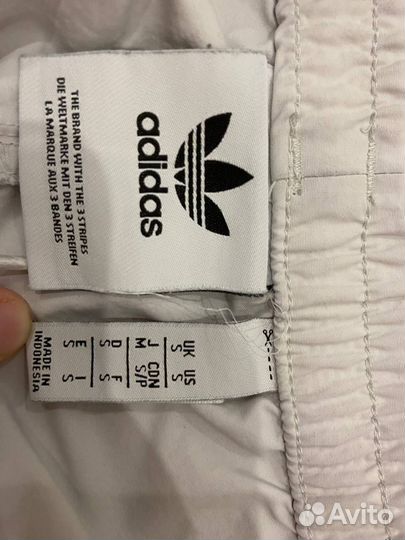 adidas
THE BRAND WITH THE 3 STRIPES
DIE WELTMARKE MIT DEN 3 STREIFEN
LA MARQUE AUX 3 BANDES
UK US
S S
J CDN
M S/P
D F
S S
E I
S S
MADE IN
INDONESIA
Avito